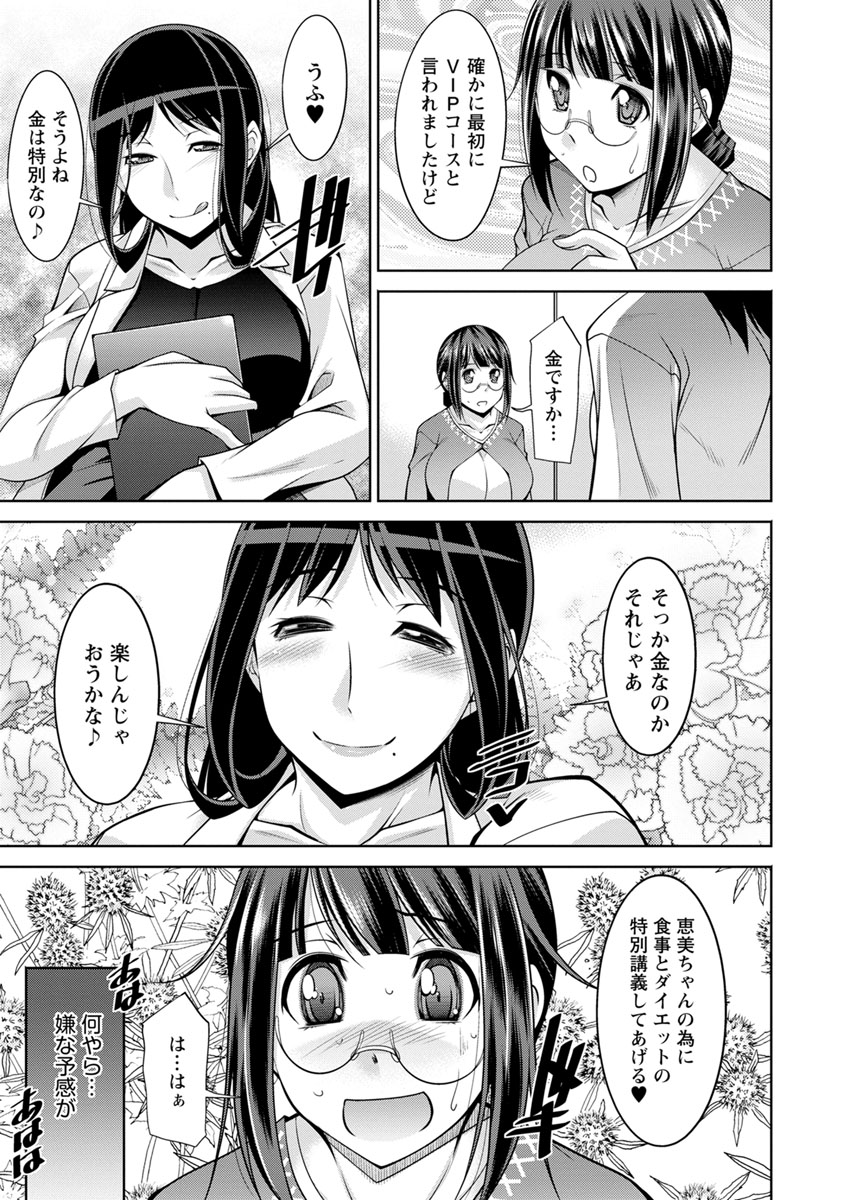 確かに最初に
ＶＩＰコースと
言われましたけど
金ですか…
うふ♥
そうよね
金は特別なの♪
そっか金なのか
それじゃあ
楽しんじゃ
おうかな♪
恵美ちゃんの為に
食事とダイエットの
特別講義してあげる♥
は…はぁ
あは
何やら…
嫌な予感が
あはは